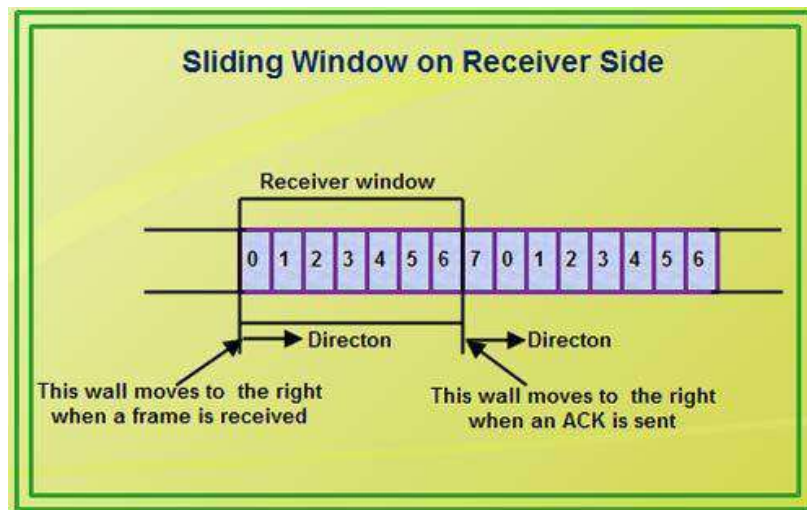 Sliding Window on Receiver Side
Receiver window
0 1 2 3 4 5 6 7 0 1 2 3 4 5 6
Directon
Directon
This wall moves to the right
when a frame is received
This wall moves to the right
when an ACK is sent